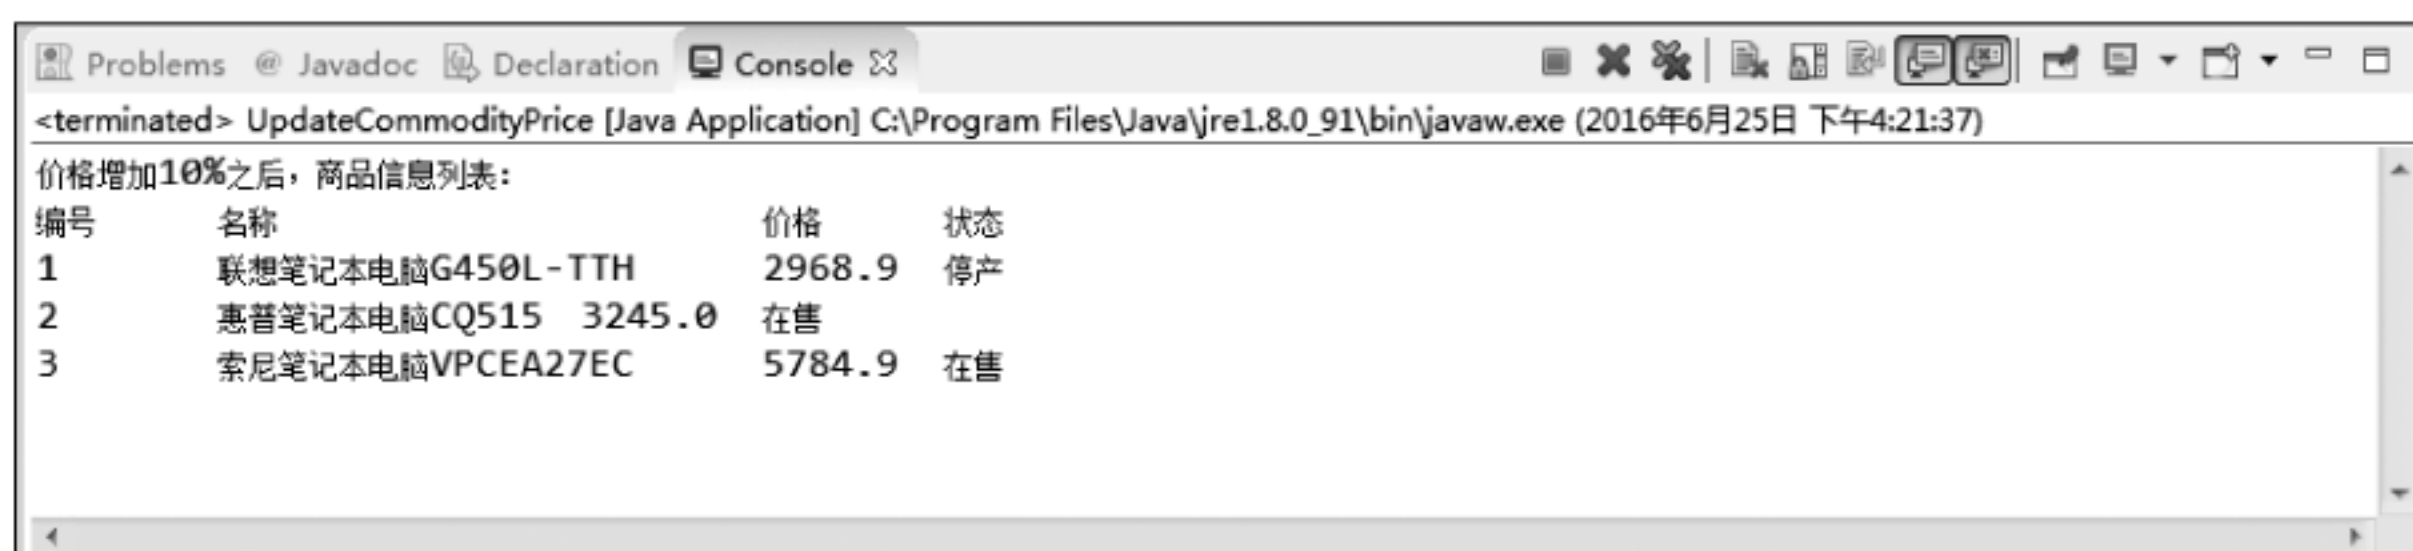 Problems @ Javadoc Declaration Console
<terminated> UpdateCommodityPrice [Java Application] C:\Program Files\Java\jre1.8.0_91\bin\javaw.exe (2016年6月25日 下午4:21:37)
价格增加10%之后，商品信息列表:
编号 名称 价格 状态
1 联想笔记本电脑G450L-TTH 2968.9 停产
2 惠普笔记本电脑CQ515 3245.0 在售
3 索尼笔记本电脑VPCEA27EC 5784.9 在售